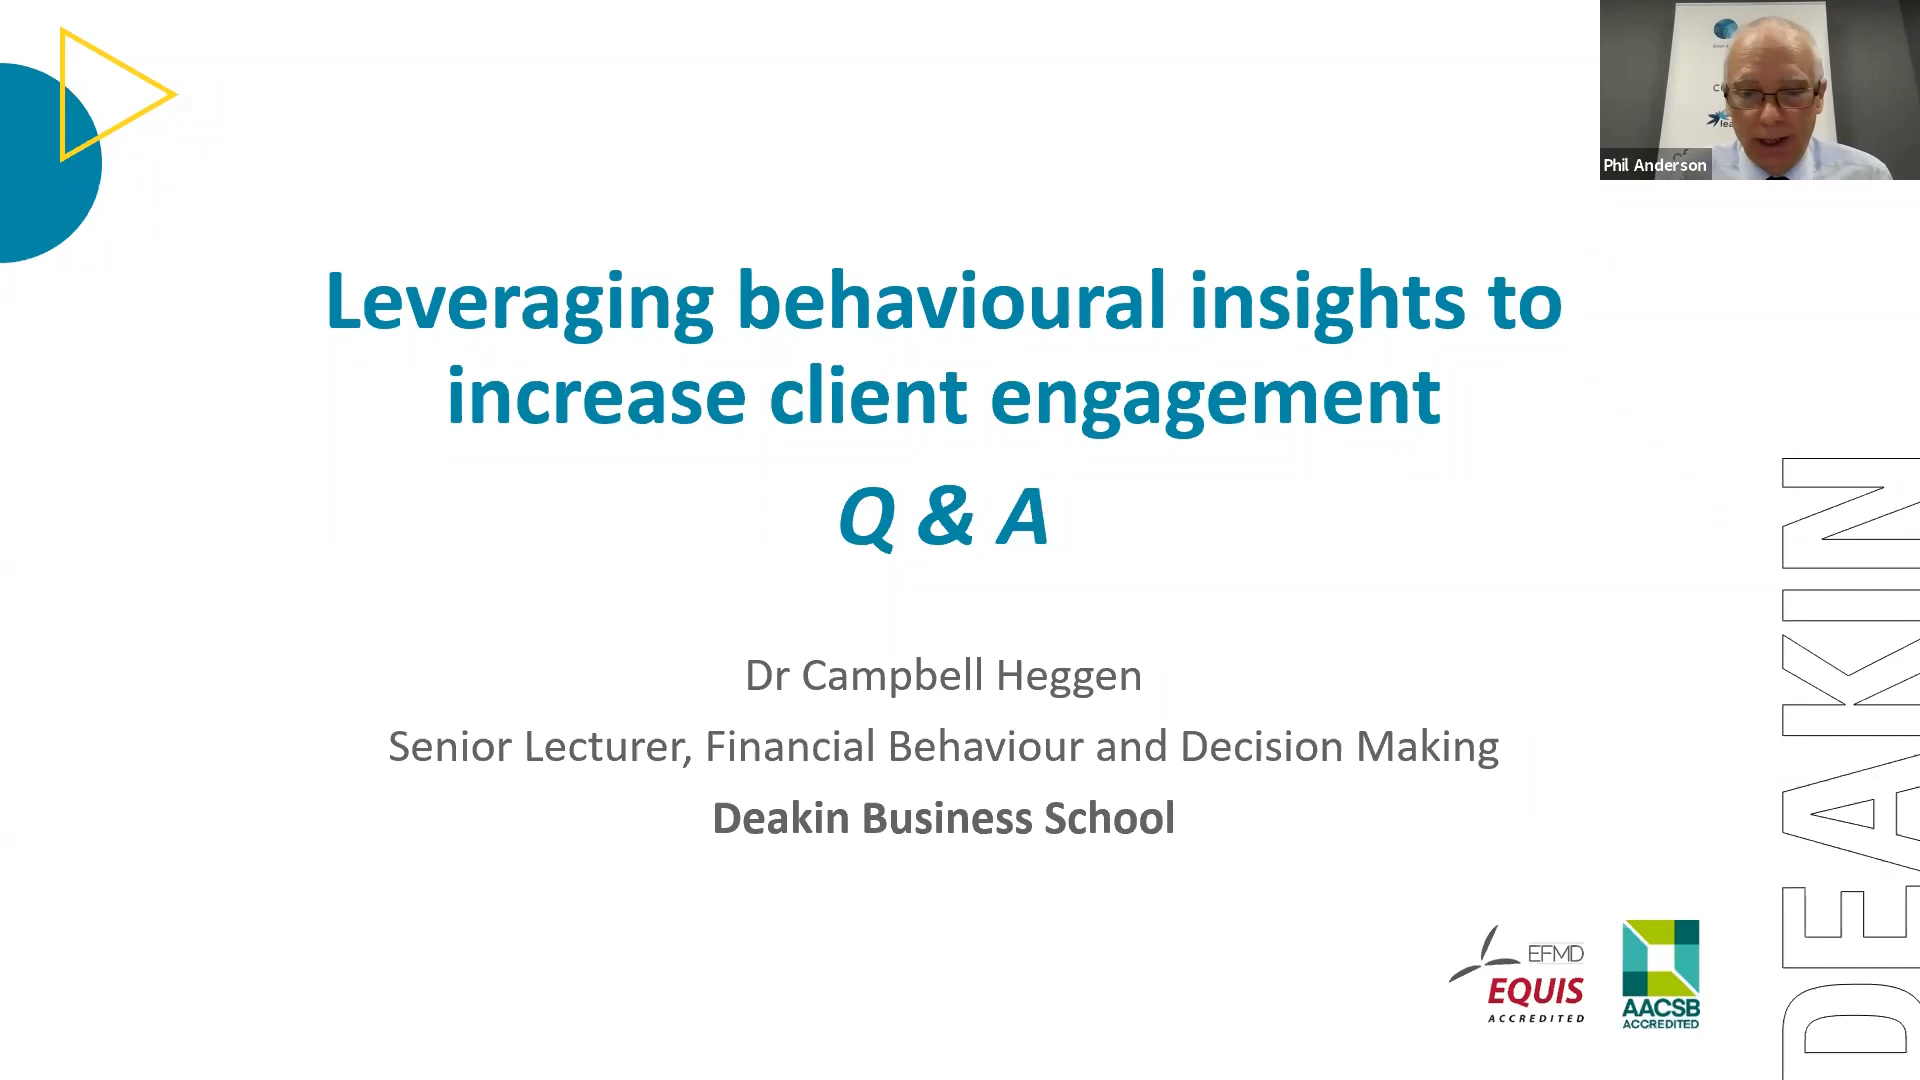 Phil Anderson
Leveraging behavioural insights to
increase client engagement
Q & A
Dr Campbell Heggen
Senior Lecturer, Financial Behaviour and Decision Making
Deakin Business School
EFMD
EQUIS
ACCREDITED
AACSB
ACCREDITED
DEAKIN